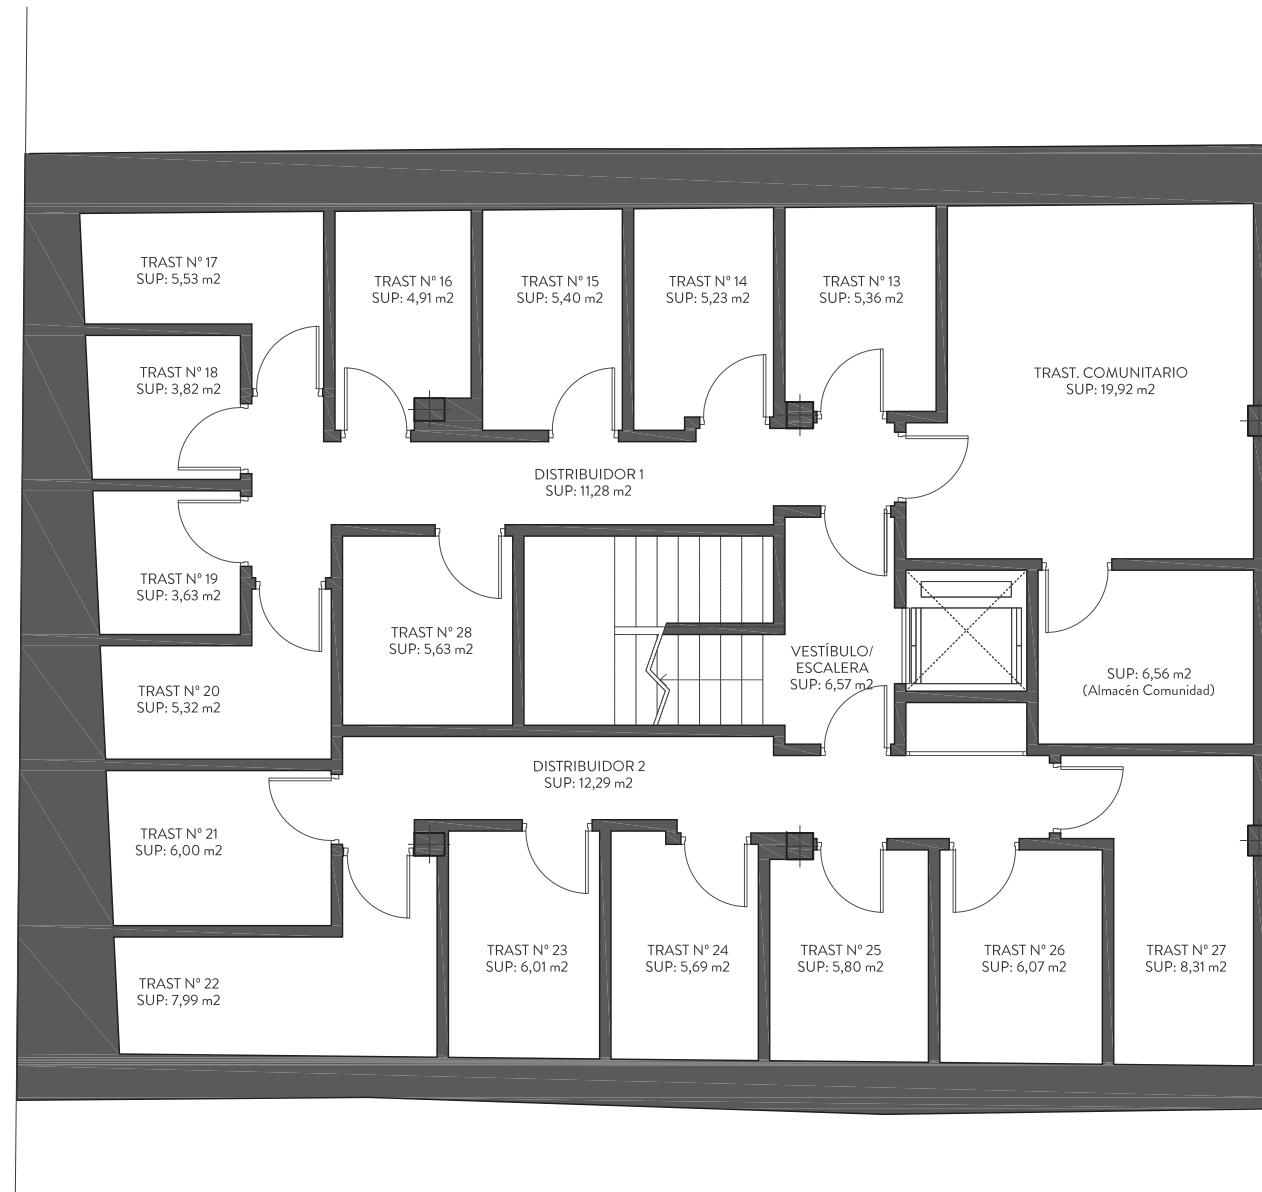 TRAST Nº 17
SUP: 5,53 m2
TRAST Nº 16
SUP: 4,91 m2
TRAST Nº 15
SUP: 5,40 m2
TRAST Nº 14
SUP: 5,23 m2
TRAST Nº 13
SUP: 5,36 m2
TRAST Nº 18
SUP: 3,82 m2
TRAST. COMUNITARIO
SUP: 19,92 m2
DISTRIBUIDOR 1
SUP: 11,28 m2
TRAST Nº 19
SUP: 3,63 m2
TRAST Nº 28
SUP: 5,63 m2
VESTÍBULO/
ESCALERA
SUP: 6,57 m2
SUP: 6,56 m2
(Almacén Comunidad)
TRAST Nº 20
SUP: 5,32 m2
DISTRIBUIDOR 2
SUP: 12,29 m2
TRAST Nº 21
SUP: 6,00 m2
TRAST Nº 22
SUP: 7,99 m2
TRAST Nº 23
SUP: 6,01 m2
TRAST Nº 24
SUP: 5,69 m2
TRAST Nº 25
SUP: 5,80 m2
TRAST Nº 26
SUP: 6,07 m2
TRAST Nº 27
SUP: 8,31 m2